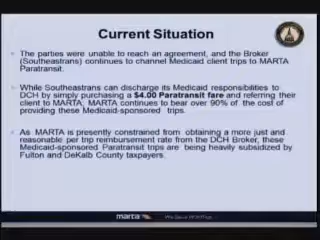 Current Situation
The parties were unable to reach an agreement, and the Broker
(Southeastrans) continues to channel Medicaid client trips to MARTA
Paratransit.
While Southeastrans can discharge its Medicaid responsibilities to
DCH by simply purchasing a $4.00 Paratransit fare and referring their
client to MARTA; MARTA continues to bear over 90% of the cost of
providing these Medicaid-sponsored trips.
As MARTA is presently constrained from obtaining a more just and
reasonable per trip reimbursement rate from the DCH Broker, these
Medicaid-sponsored Paratransit trips are being heavily subsidized by
Fulton and DeKalb County taxpayers.
marta